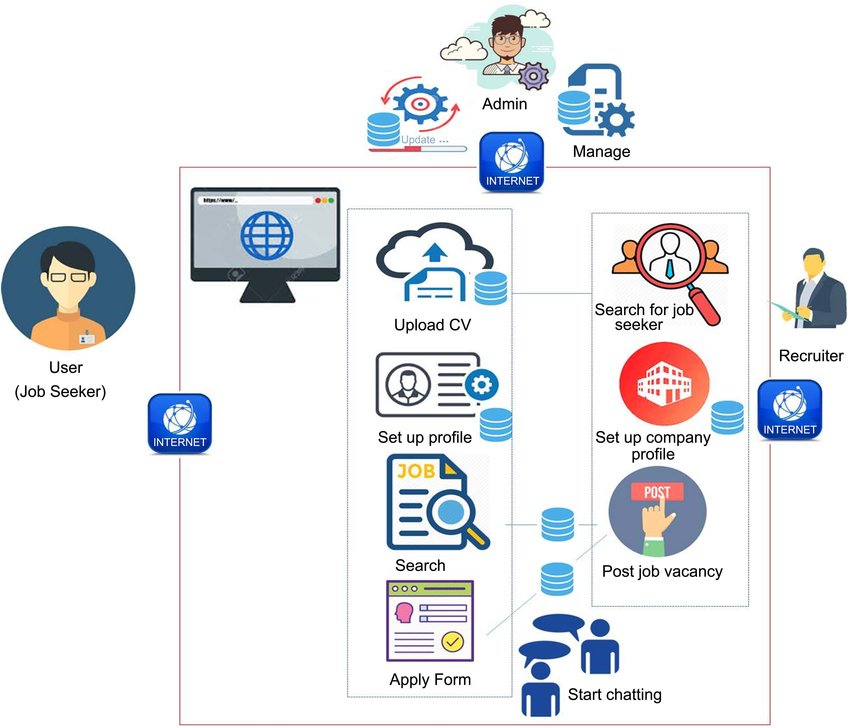 Admin
Update ...
Manage
INTERNET
https://www/...
Upload CV
Search for job
seeker
User
(Job Seeker)
Recruiter
INTERNET
INTERNET
Set up profile
Set up company
profile
JOB
POST
Search
Post job vacancy
Apply Form
Start chatting